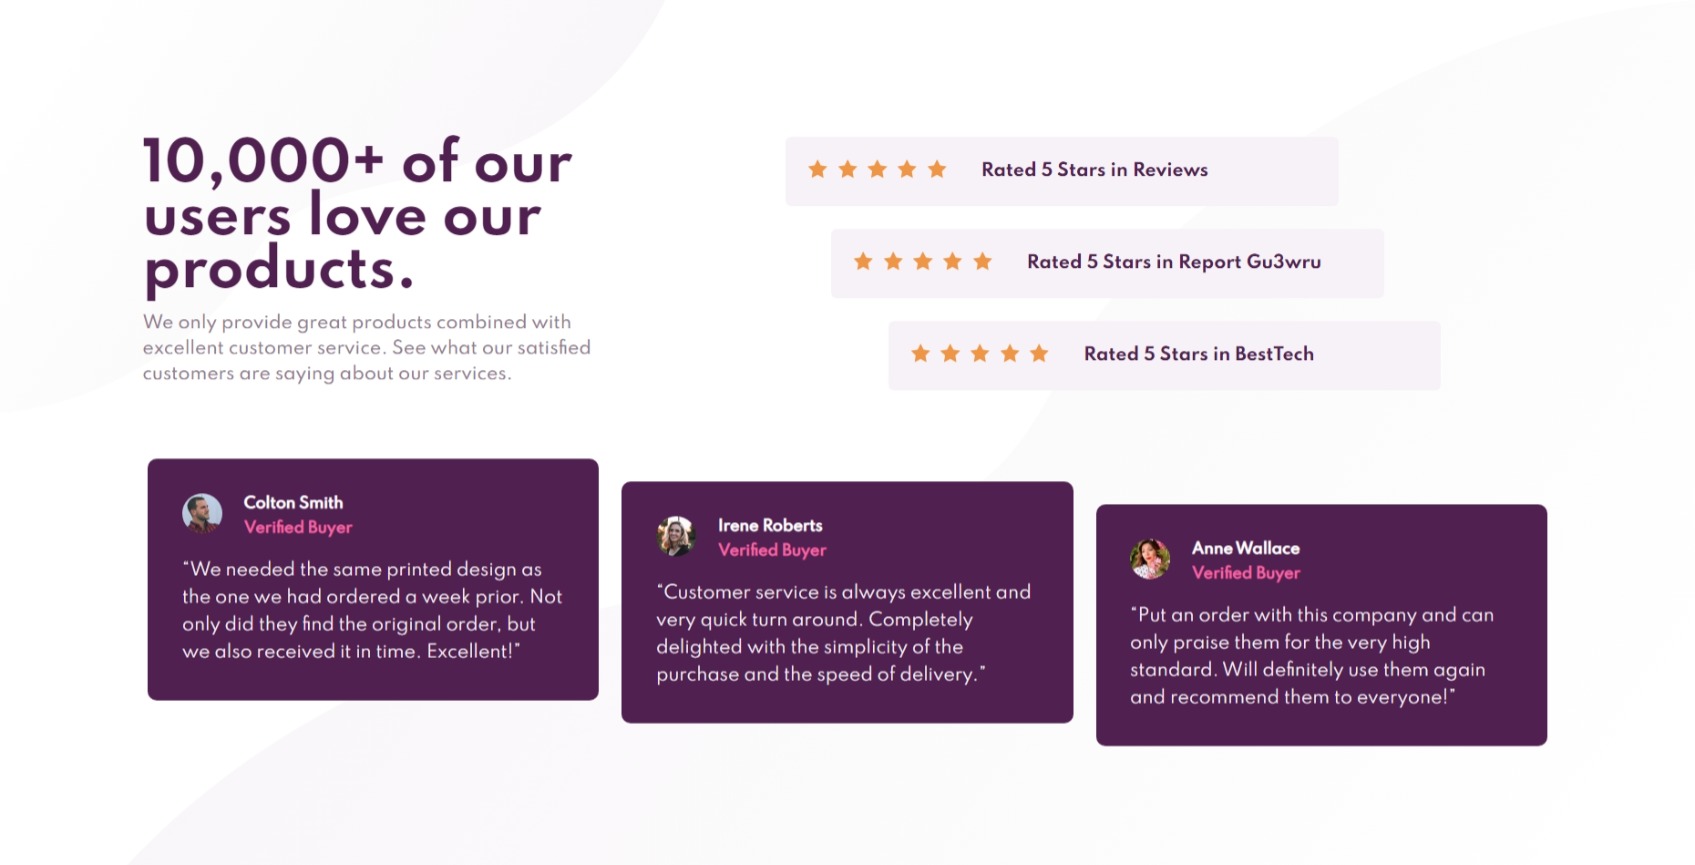 10,000+ of our
users love our
products.
We only provide great products combined with
excellent customer service. See what our satisfied
customers are saying about our services.
Rated 5 Stars in Reviews
Rated 5 Stars in Report Gu3wru
Rated 5 Stars in BestTech
Colton Smith
Verified Buyer
“We needed the same printed design as
the one we had ordered a week prior. Not
only did they find the original order, but
we also received it in time. Excellent!”
Irene Roberts
Verified Buyer
“Customer service is always excellent and
very quick turn around. Completely
delighted with the simplicity of the
purchase and the speed of delivery.”
Anne Wallace
Verified Buyer
“Put an order with this company and can
only praise them for the very high
standard. Will definitely use them again
and recommend them to everyone!”